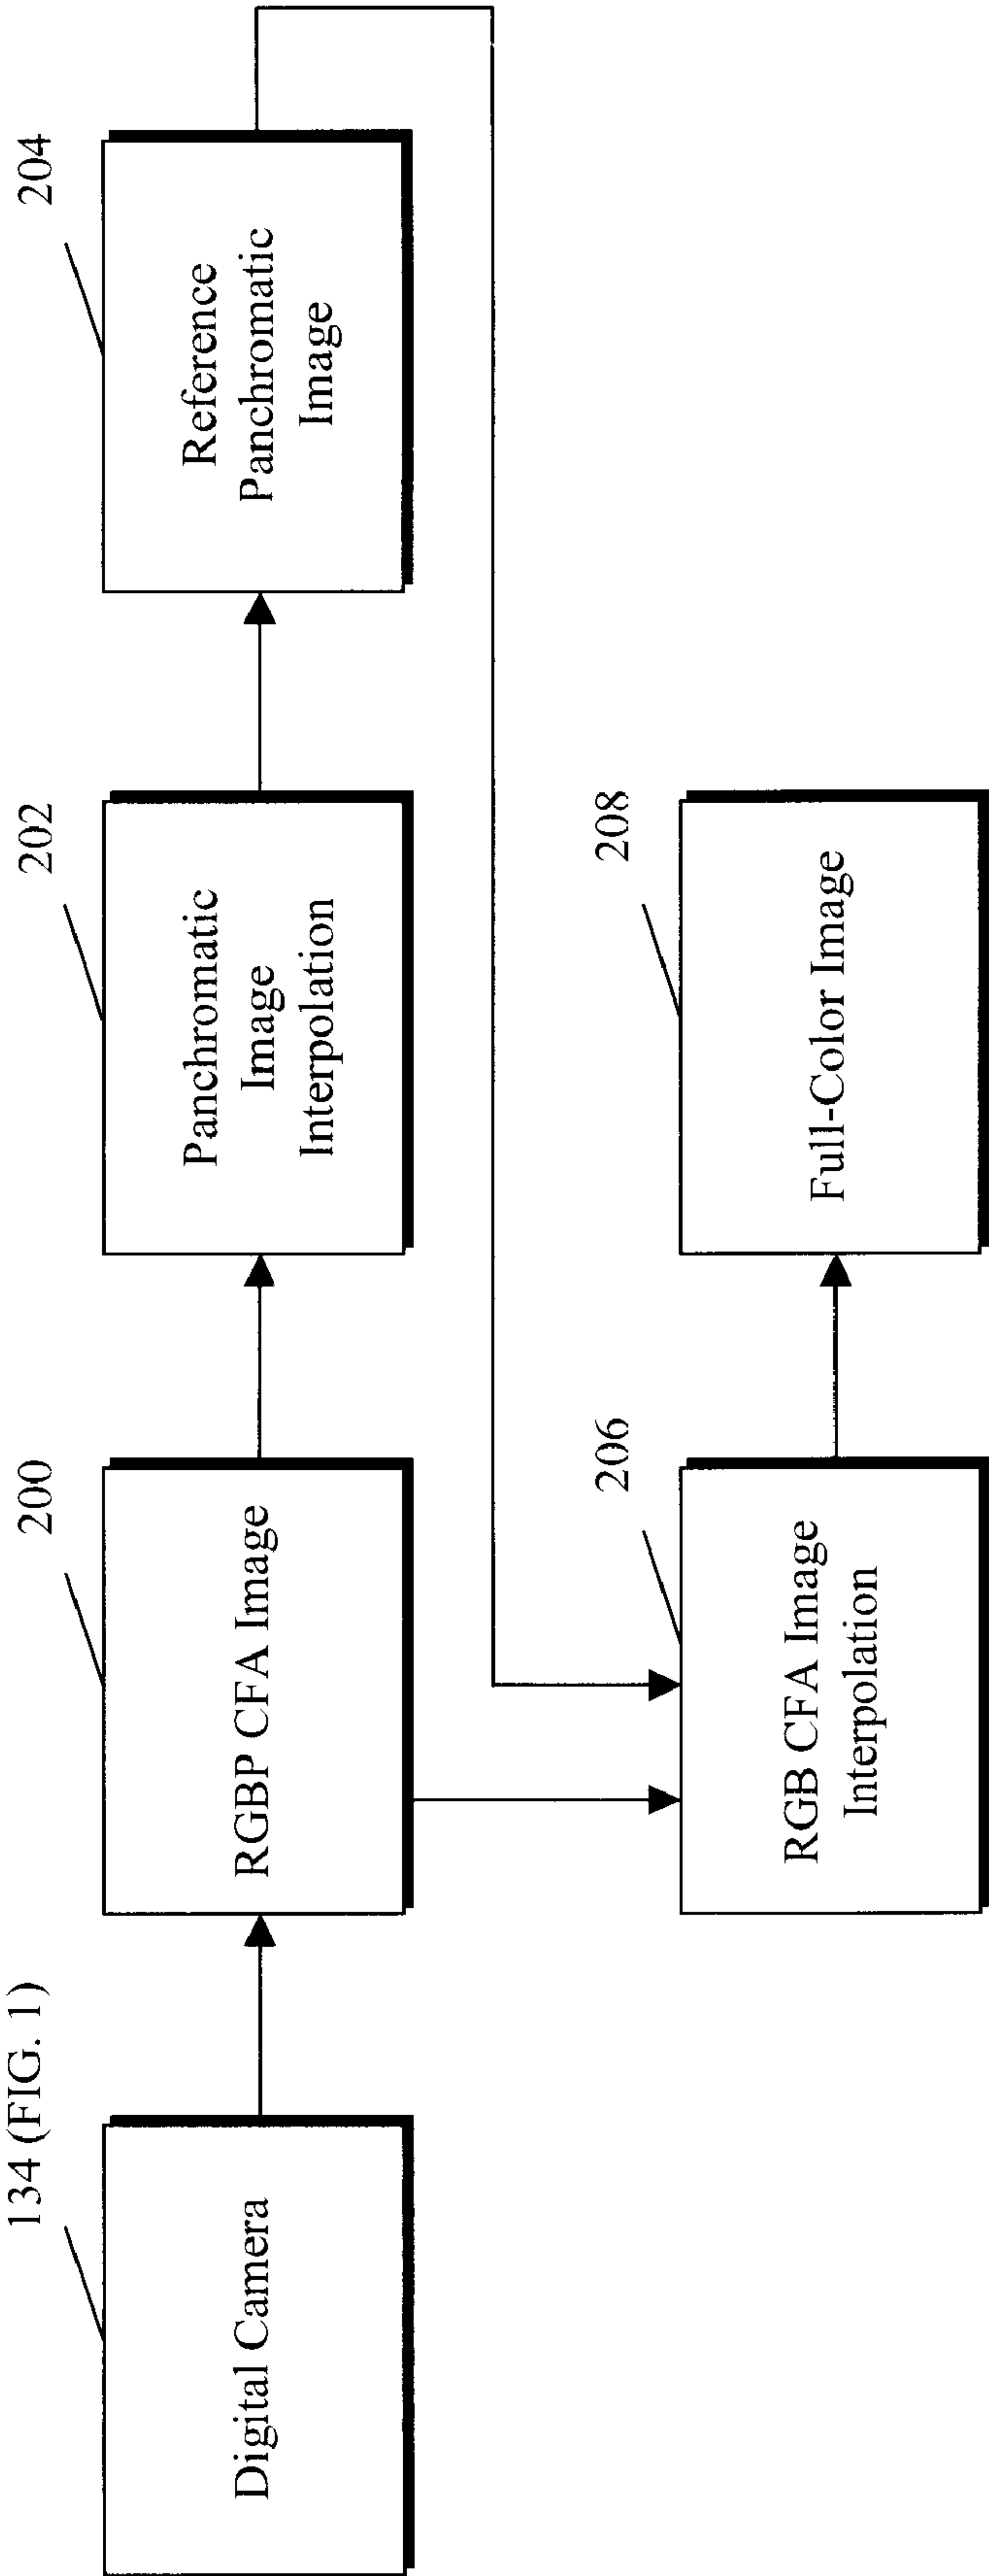 134 (FIG. 1)
Digital Camera
200
RGBP CFA Image
202
Panchromatic
Image
Interpolation
204
Reference
Panchromatic
Image
206
RGB CFA Image
Interpolation
208
Full-Color Image